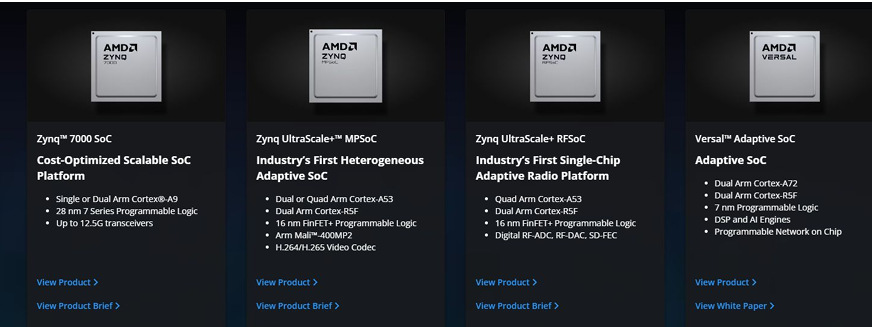 AMD
ZYNQ
7000
Zynq™ 7000 SoC
Cost-Optimized Scalable SoC
Platform
• Single or Dual Arm Cortex®-A9
• 28 nm 7 Series Programmable Logic
• Up to 12.5G transceivers
View Product >
View Product Brief >
AMD
ZYNQ
MPSoC
Zynq UltraScale+™ MPSoC
Industry's First Heterogeneous
Adaptive SoC
• Dual or Quad Arm Cortex-A53
• Dual Arm Cortex-R5F
• 16 nm FinFET+ Programmable Logic
• Arm Mali™-400MP2
• H.264/H.265 Video Codec
View Product >
View Product Brief >
AMD
ZYNQ
RFSoC
Zynq UltraScale+ RFSoC
Industry's First Single-Chip
Adaptive Radio Platform
• Quad Arm Cortex-A53
• Dual Arm Cortex-R5F
• 16 nm FinFET+ Programmable Logic
• Digital RF-ADC, RF-DAC, SD-FEC
View Product >
View Product Brief >
AMD
VERSAL
Versal™ Adaptive SoC
Adaptive SoC
• Dual Arm Cortex-A72
• Dual Arm Cortex-R5F
• 7 nm Programmable Logic
• DSP and AI Engines
• Programmable Network on Chip
View Product >
View White Paper >